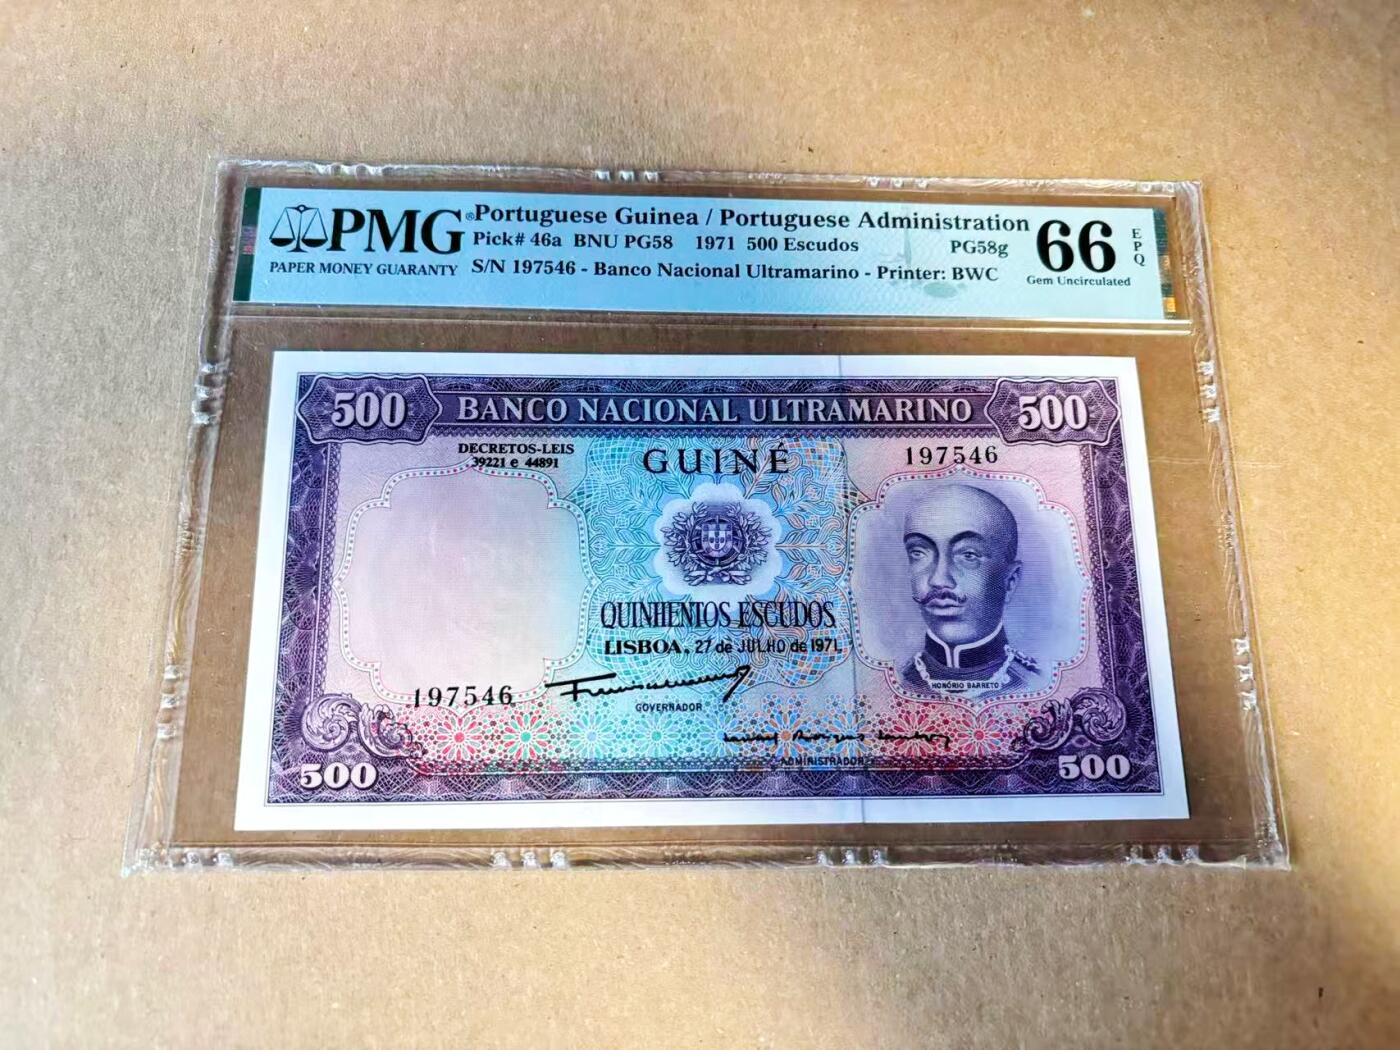 PMG®
PAPER MONEY GUARANTY
Portuguese Guinea / Portuguese Administration
Pick# 46a BNU PG58 1971 500 Escudos PG58g
S/N 197546 - Banco Nacional Ultramarino - Printer: BWC
66
EPQ
Gem Uncirculated
500 BANCO NACIONAL ULTRAMARINO 500
DECRETOS-LEIS
39221 e 44891
GUINÉ
197546
QUINHENTOS ESCUDOS
LISBOA, 27 de JULHO de 1971
HONÓRIO BARRETO
197546
GOVERNADOR
ADMINISTRADOR
500 500